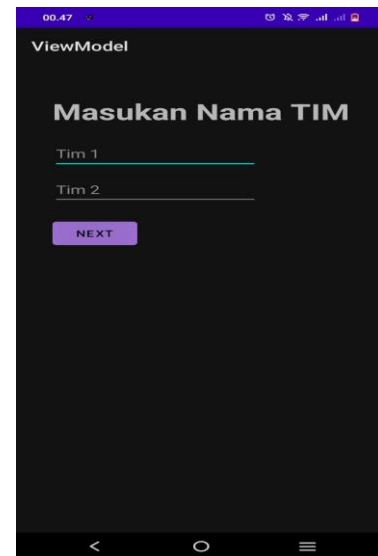 00.47
ViewModel
Masukan Nama TIM
Tim 1
Tim 2
NEXT